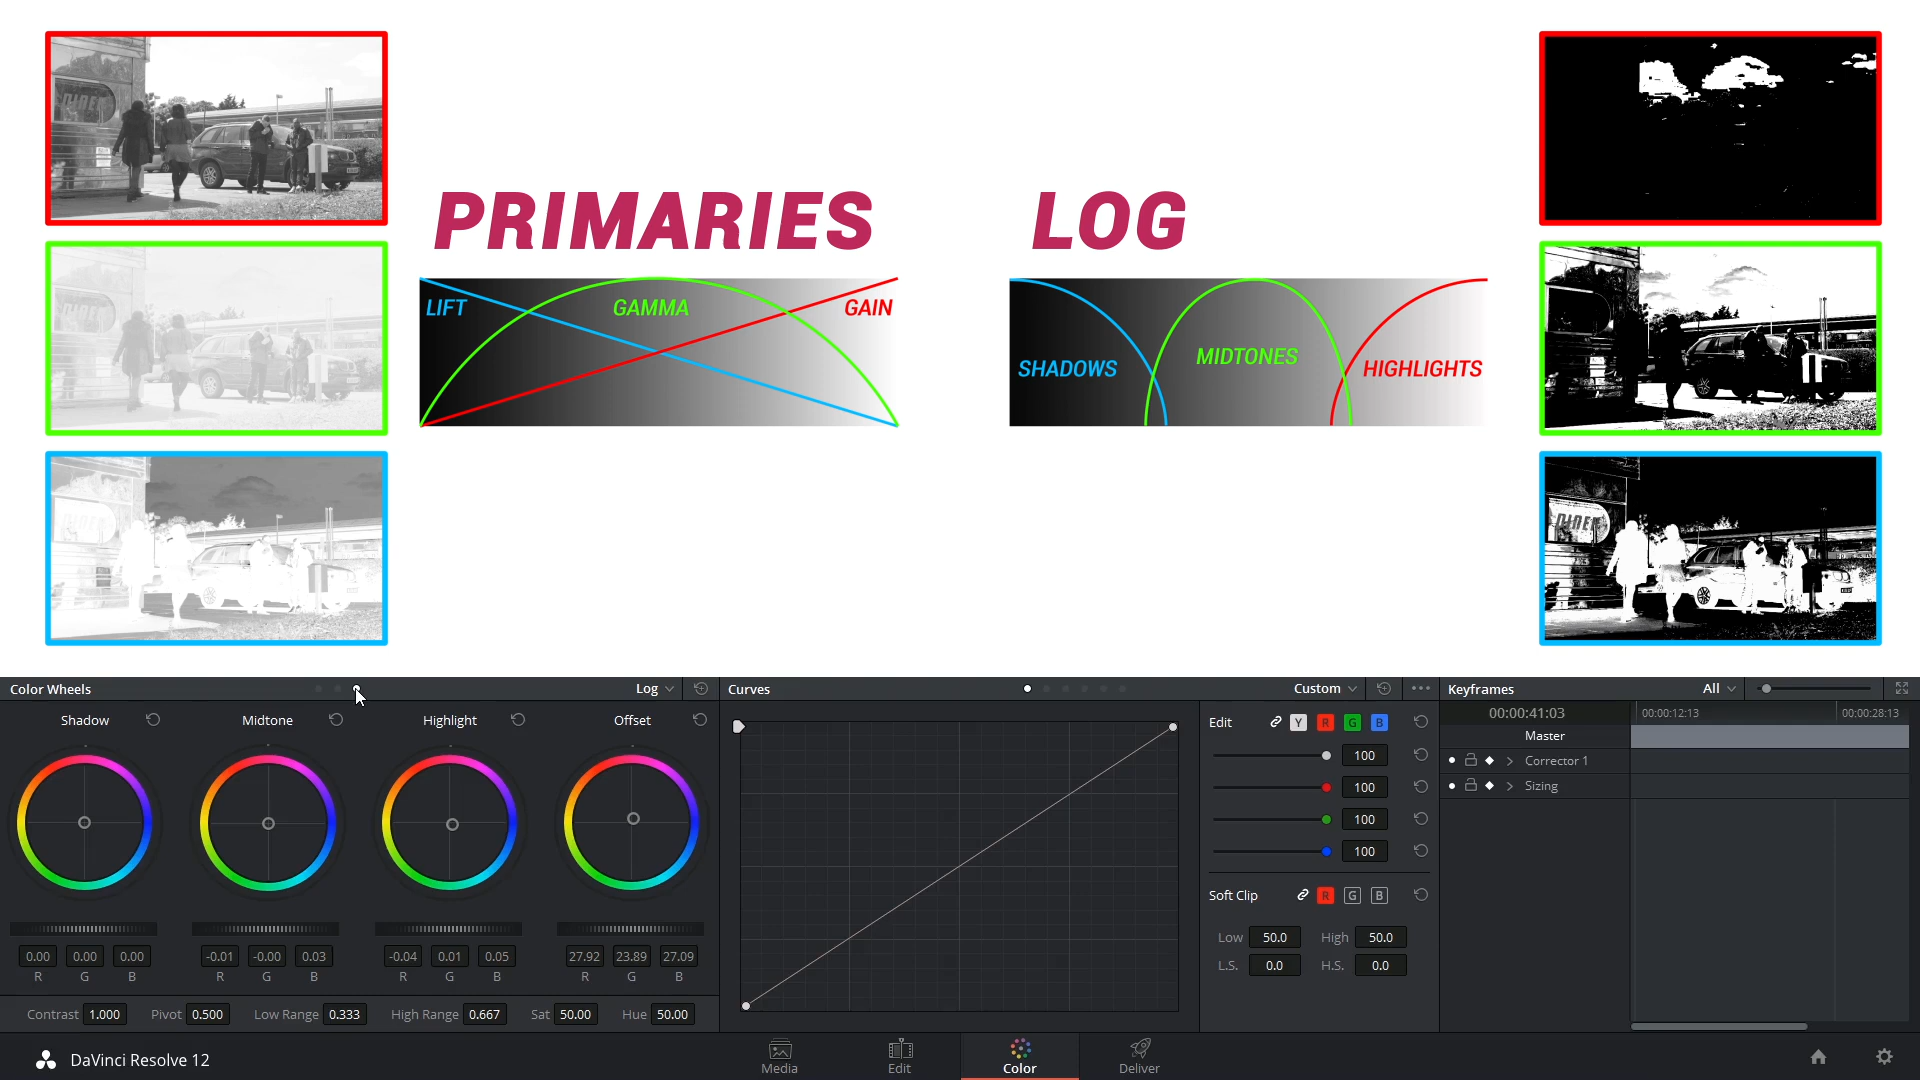 PRIMARIES
LIFT GAMMA GAIN
LOG
SHADOWS MIDTONES HIGHLIGHTS
DINER
DINER
Color Wheels Log
Shadow Midtone Highlight Offset
0.00 0.00 0.00 -0.01 -0.00 0.03 -0.04 0.01 0.05 27.92 23.89 27.09
R G B R G B R G B R G B
Contrast 1.000 Pivot 0.500 Low Range 0.333 High Range 0.667 Sat 50.00 Hue 50.00
Curves Custom
Edit Y R G B
100
100
100
100
Soft Clip R G B
Low 50.0 High 50.0
L.S. 0.0 H.S. 0.0
Keyframes All
00:00:41:03 00:00:12:13 00:00:28:13
Master
Corrector 1
Sizing
DaVinci Resolve 12
Media Edit Color Deliver